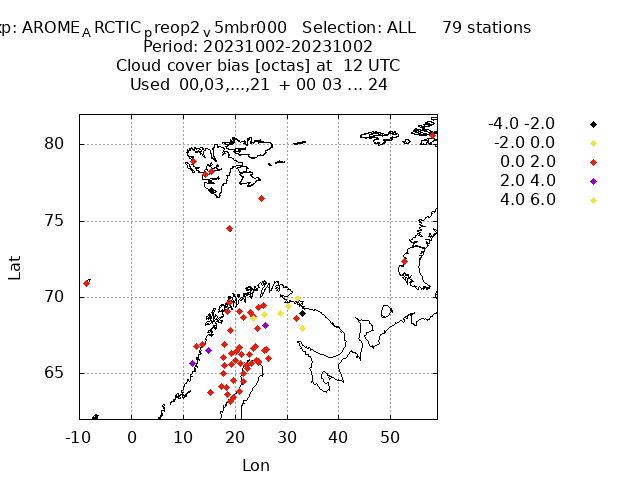 xp: AROME_ARCTIC_preop2_v5mbr000 Selection: ALL 79 stations
Period: 20231002-20231002
Cloud cover bias [octas] at 12 UTC
Used 00,03,...,21 + 00 03 ... 24
-4.0 -2.0
-2.0 0.0
0.0 2.0
2.0 4.0
4.0 6.0
80
75
70
65
Lat
-10 0 10 20 30 40 50
Lon